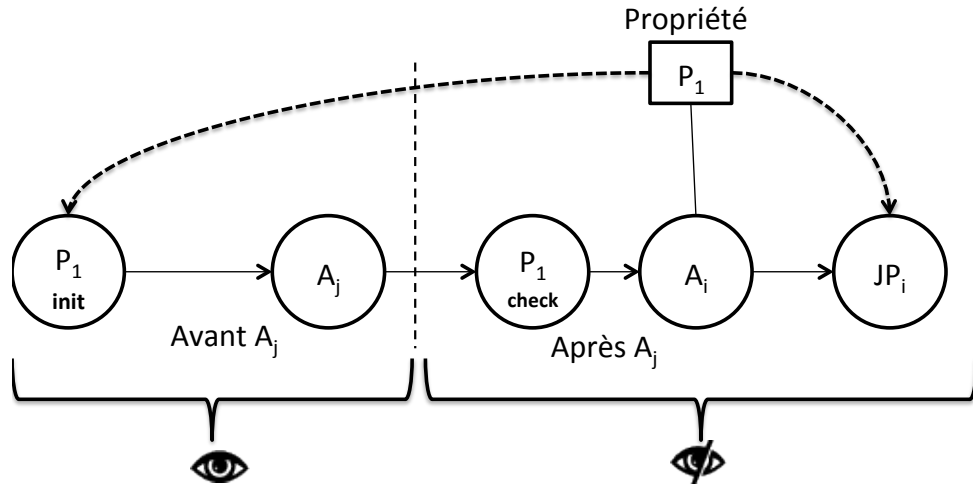 Propriété
P₁
P₁
init
Aⱼ
P₁
check
Aᵢ
JPᵢ
Avant Aⱼ
Après Aⱼ